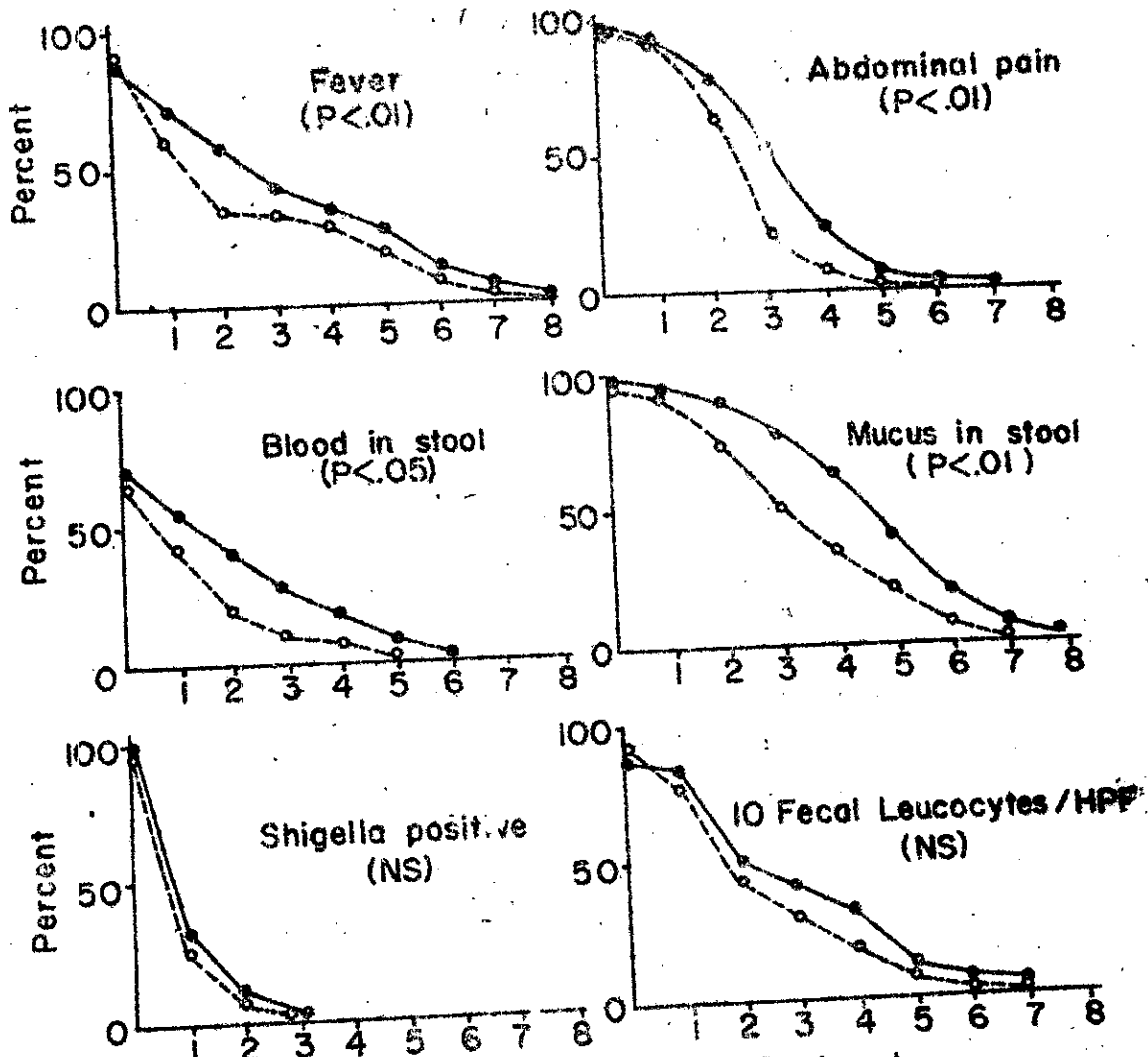 100
50
0
Percent
Fever
(P<.01)
1 2 3 4 5 6 7 8
100
50
0
Abdominal pain
(P<.01)
1 2 3 4 5 6 7 8
100
50
0
Percent
Blood in stool
(P<.05)
1 2 3 4 5 6 7 8
100
50
0
Mucus in stool
(P<.01)
1 2 3 4 5 6 7 8
100
50
0
Percent
Shigella positive
(NS)
1 2 3 4 5 6 7 8
100
50
0
10 Fecal Leucocytes/HPF
(NS)
1 2 3 4 5 6 7 8